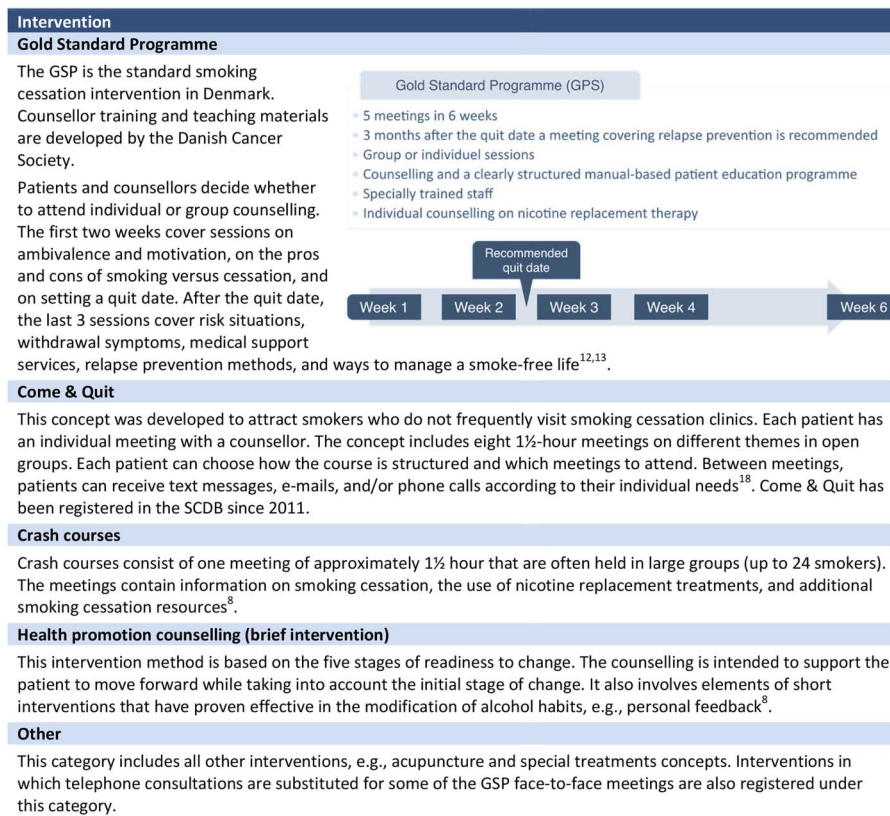 Intervention
Gold Standard Programme
The GSP is the standard smoking
cessation intervention in Denmark.
Counsellor training and teaching materials
are developed by the Danish Cancer
Society.
Patients and counsellors decide whether
to attend individual or group counselling.
The first two weeks cover sessions on
ambivalence and motivation, on the pros
and cons of smoking versus cessation, and
on setting a quit date. After the quit date,
the last 3 sessions cover risk situations,
withdrawal symptoms, medical support
services, relapse prevention methods, and ways to manage a smoke-free life12,13.
Gold Standard Programme (GPS)
5 meetings in 6 weeks
3 months after the quit date a meeting covering relapse prevention is recommended
Group or individuel sessions
Counselling and a clearly structured manual-based patient education programme
Specially trained staff
Individual counselling on nicotine replacement therapy
Recommended
quit date
Week 1 Week 2 Week 3 Week 4 Week 6
Come & Quit
This concept was developed to attract smokers who do not frequently visit smoking cessation clinics. Each patient has
an individual meeting with a counsellor. The concept includes eight 1½-hour meetings on different themes in open
groups. Each patient can choose how the course is structured and which meetings to attend. Between meetings,
patients can receive text messages, e-mails, and/or phone calls according to their individual needs18. Come & Quit has
been registered in the SCDB since 2011.
Crash courses
Crash courses consist of one meeting of approximately 1½ hour that are often held in large groups (up to 24 smokers).
The meetings contain information on smoking cessation, the use of nicotine replacement treatments, and additional
smoking cessation resources8.
Health promotion counselling (brief intervention)
This intervention method is based on the five stages of readiness to change. The counselling is intended to support the
patient to move forward while taking into account the initial stage of change. It also involves elements of short
interventions that have proven effective in the modification of alcohol habits, e.g., personal feedback8.
Other
This category includes all other interventions, e.g., acupuncture and special treatments concepts. Interventions in
which telephone consultations are substituted for some of the GSP face-to-face meetings are also registered under
this category.